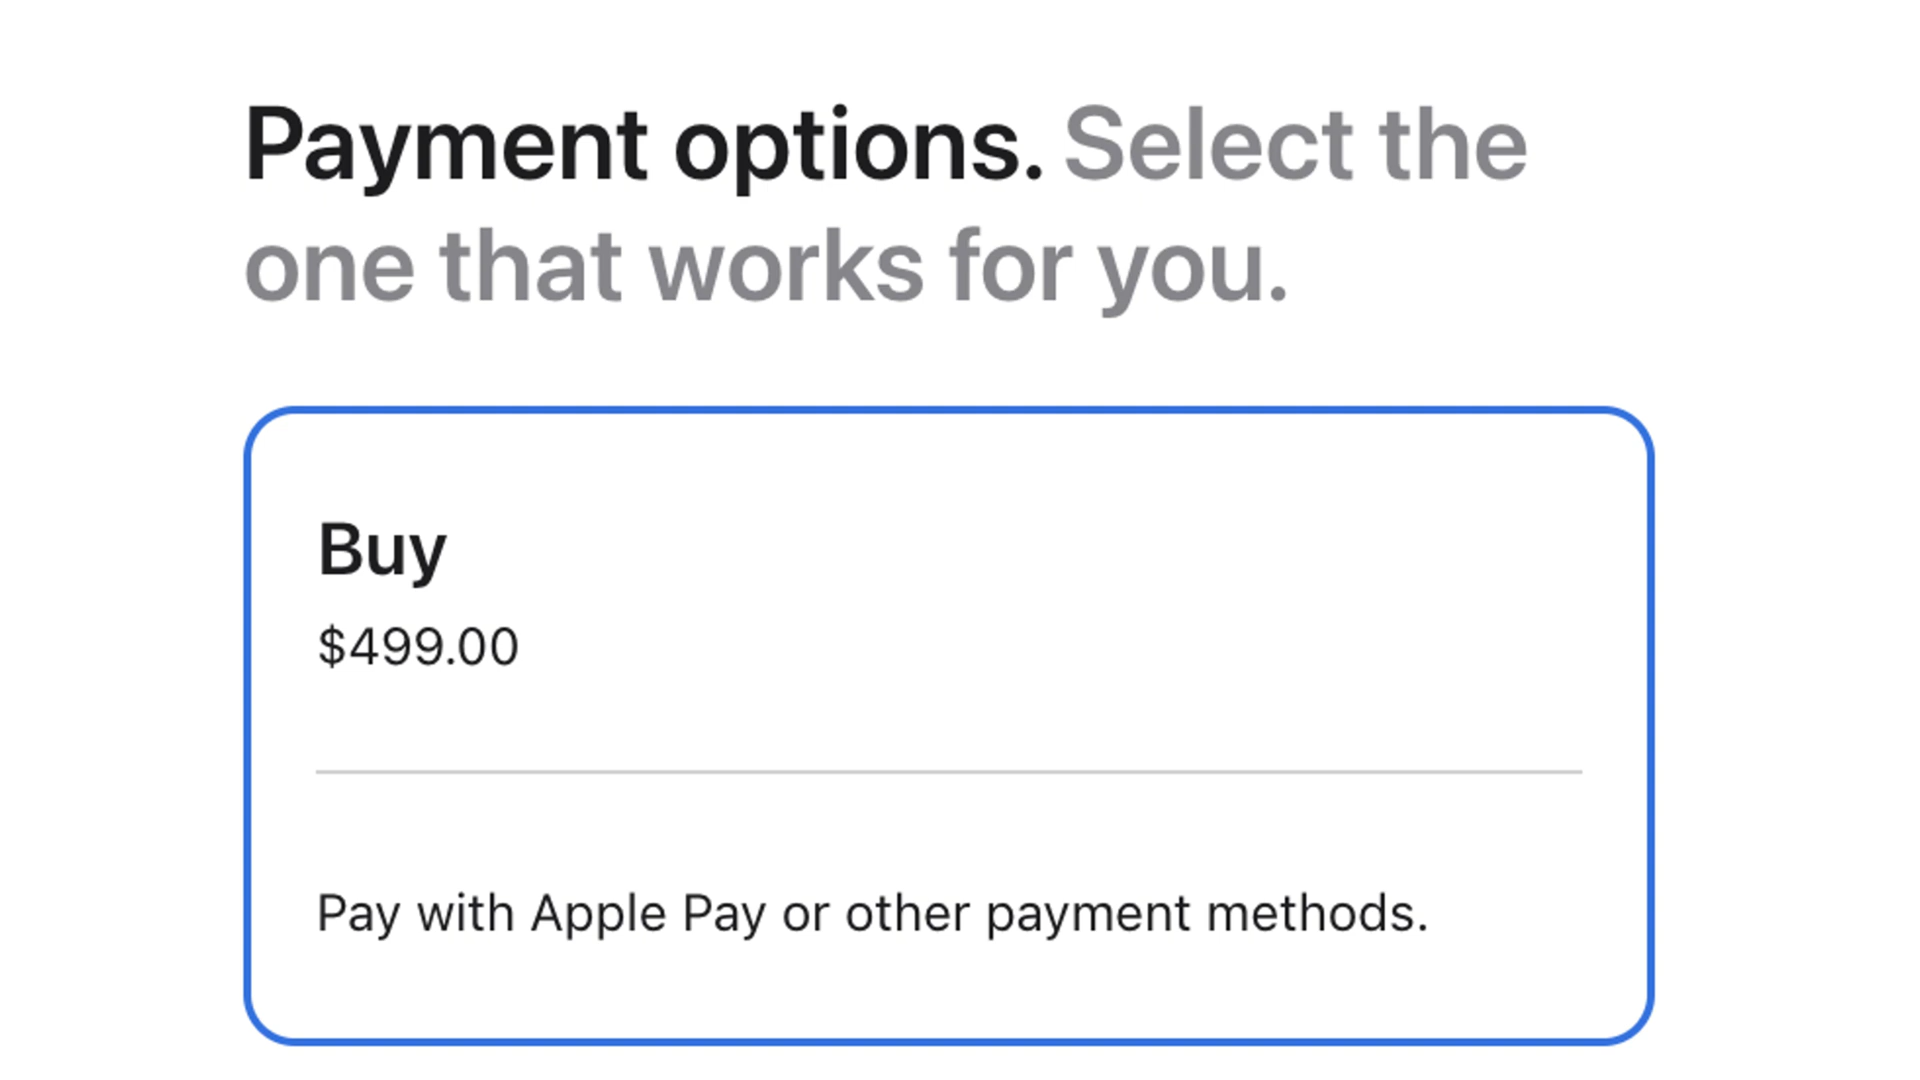 Payment options. Select the
one that works for you.
Buy
$499.00
Pay with Apple Pay or other payment methods.